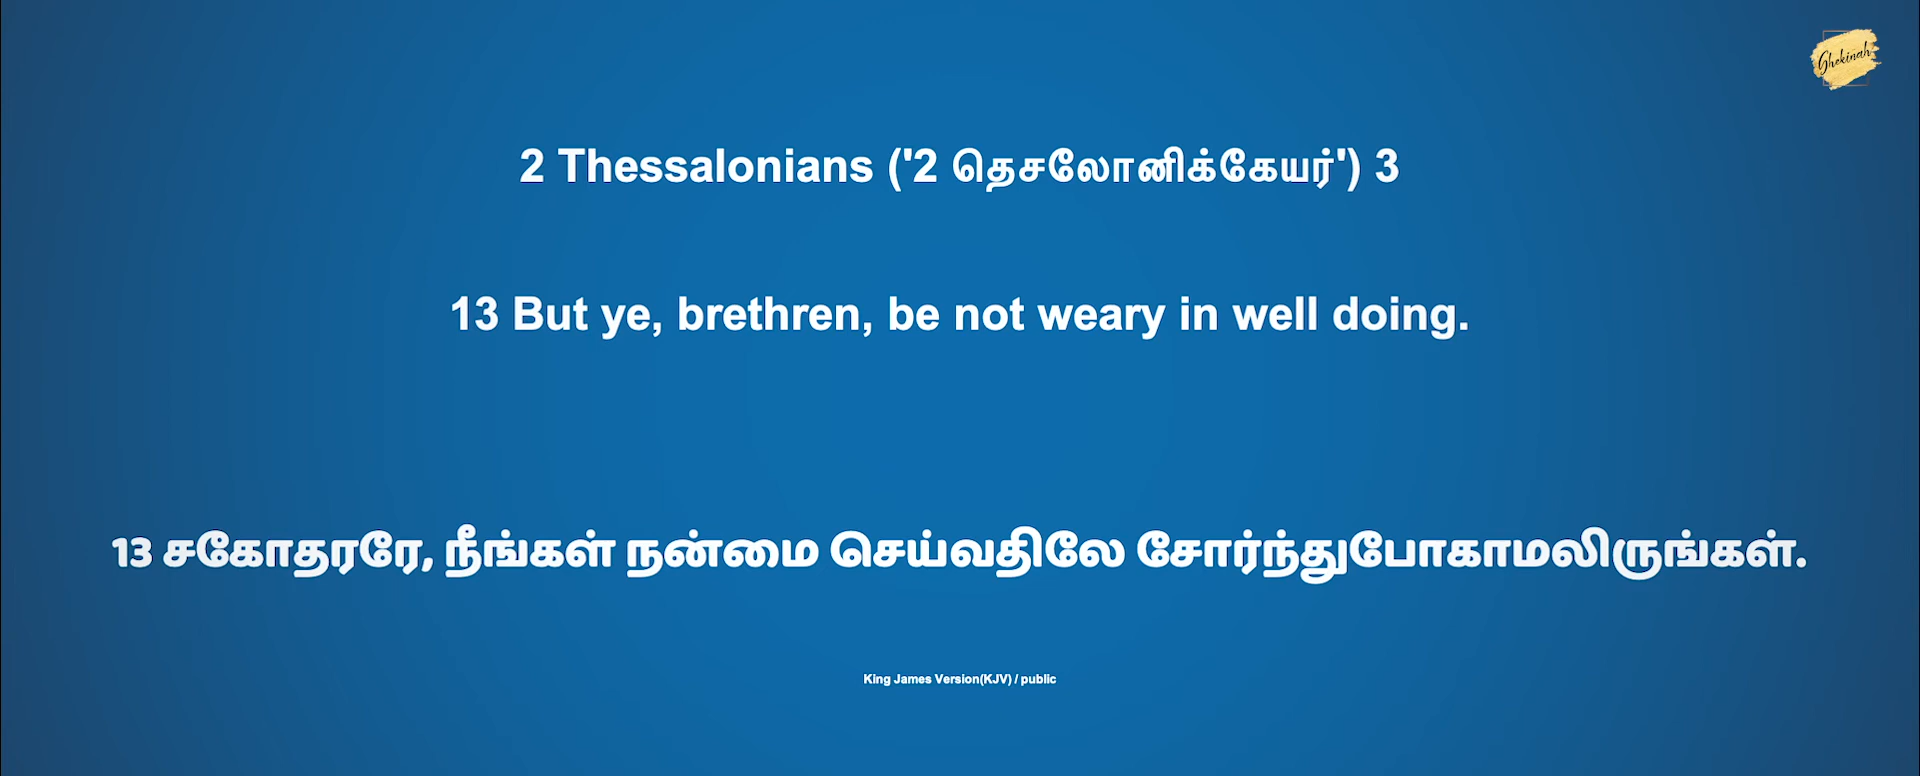 Ghekinah
2 Thessalonians ('2 தெசலோனிக்கேயர்') 3
13 But ye, brethren, be not weary in well doing.
13 சகோதரரே, நீங்கள் நன்மை செய்வதிலே சோர்ந்துபோகாமலிருங்கள்.
King James Version(KJV) / public